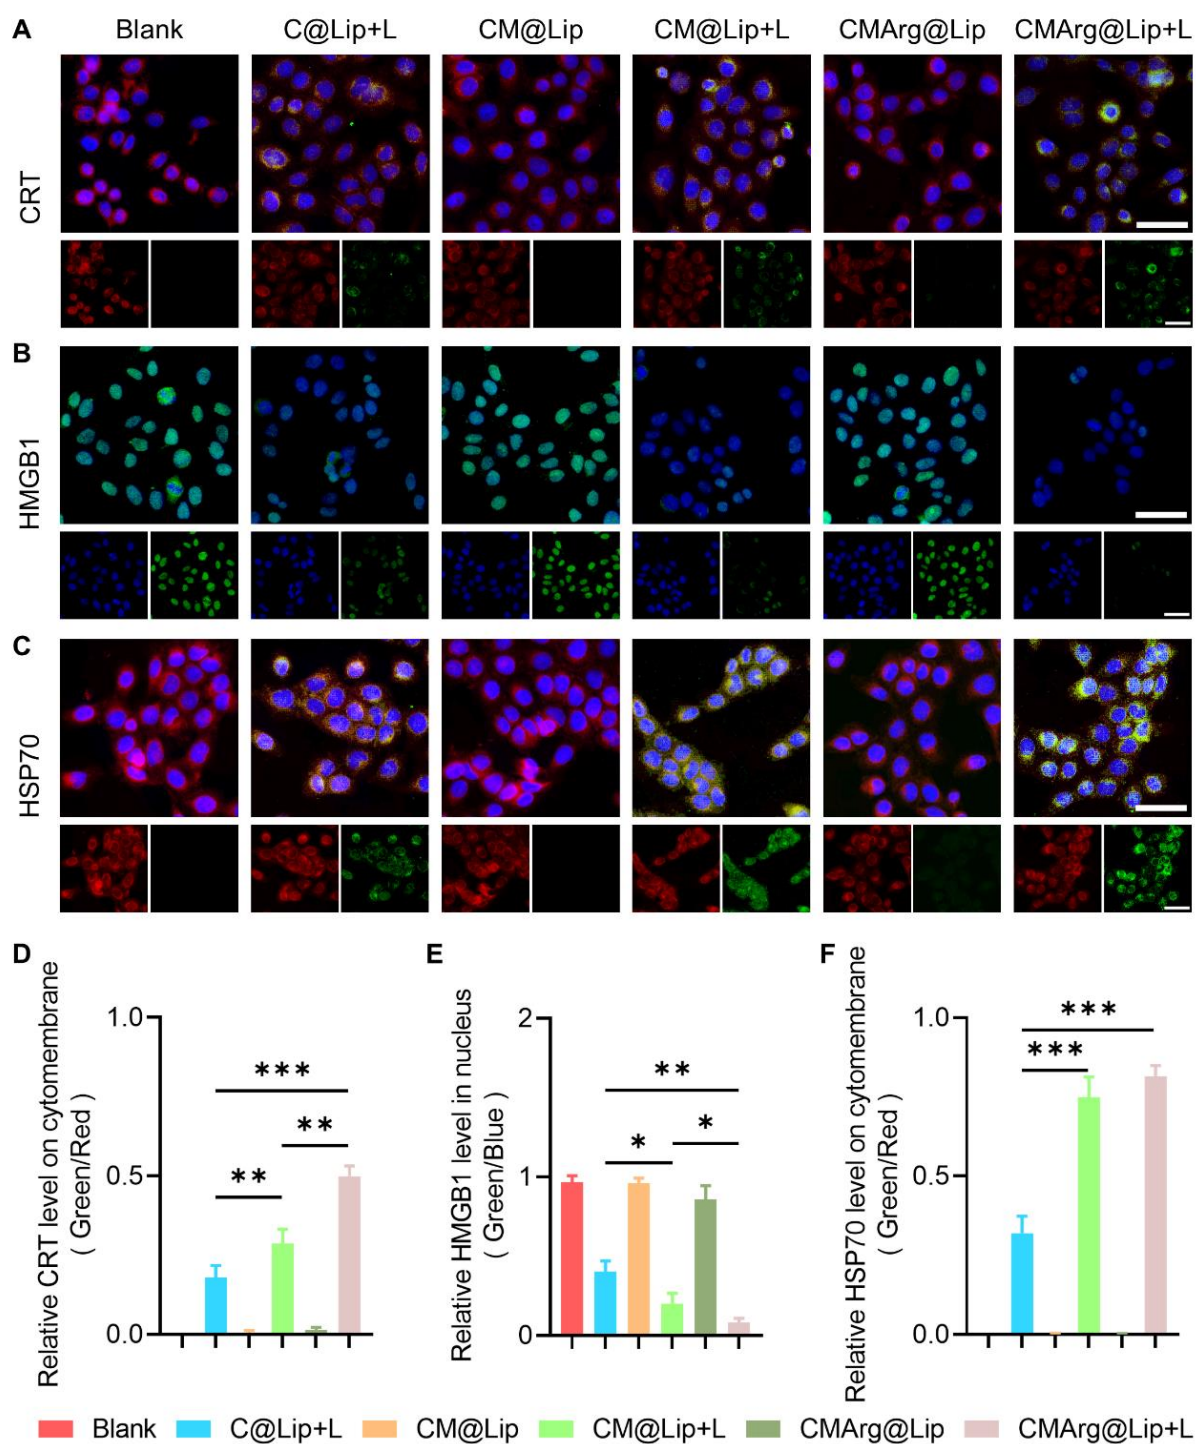 A
Blank
C@Lip+L
CM@Lip
CM@Lip+L
CMArg@Lip
CMArg@Lip+L
CRT
B
HMGB1
C
HSP70
D
Relative CRT level on cytomembrane
( Green/Red )
1.0
0.5
0.0
***
**
**
E
Relative HMGB1 level in nucleus
( Green/Blue )
2
1
0
**
*
*
F
Relative HSP70 level on cytomembrane
( Green/Red )
1.0
0.5
0.0
***
***
Blank
C@Lip+L
CM@Lip
CM@Lip+L
CMArg@Lip
CMArg@Lip+L